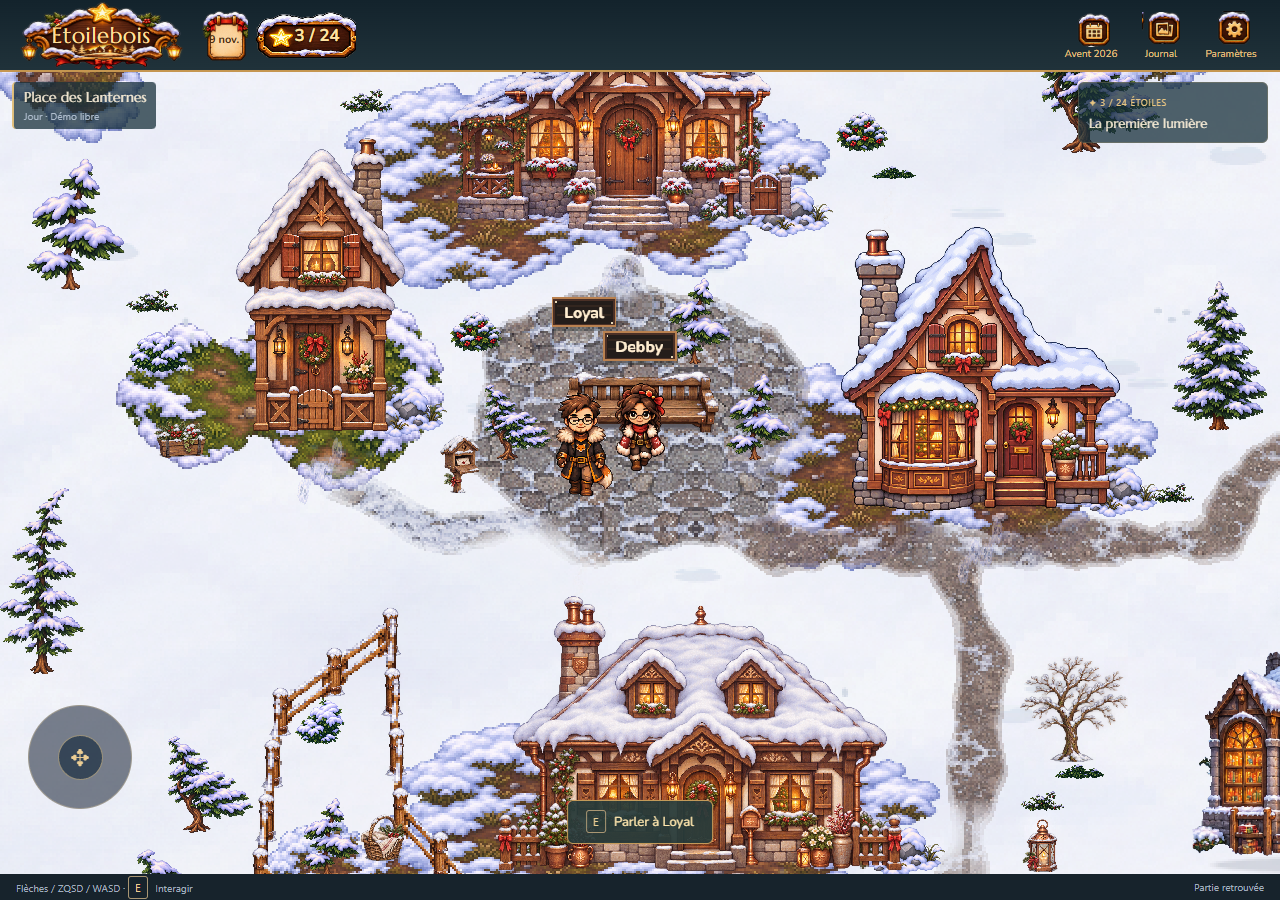 Étoilebois
9 nov.
3 / 24
Avent 2026
Journal
Paramètres
Place des Lanternes
Jour · Démo libre
✦ 3 / 24 ÉTOILES
La première lumière
Loyal
Debby
E Parler à Loyal
Flèches / ZQSD / WASD · E Interagir
Partie retrouvée